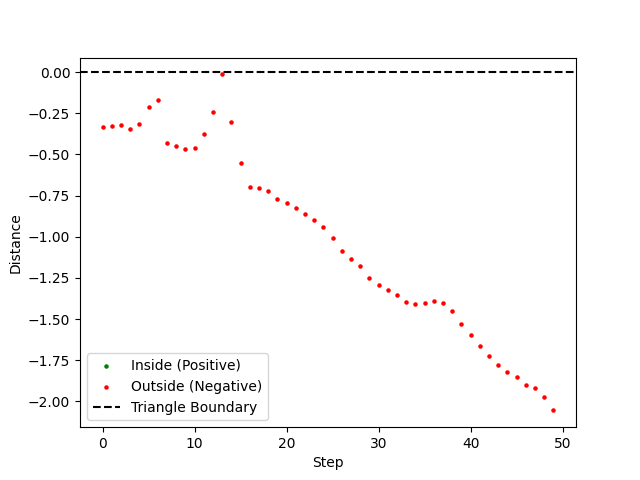 0.00
−0.25
−0.50
−0.75
−1.00
−1.25
−1.50
−1.75
−2.00
Distance
Inside (Positive)
Outside (Negative)
Triangle Boundary
0 10 20 30 40 50
Step